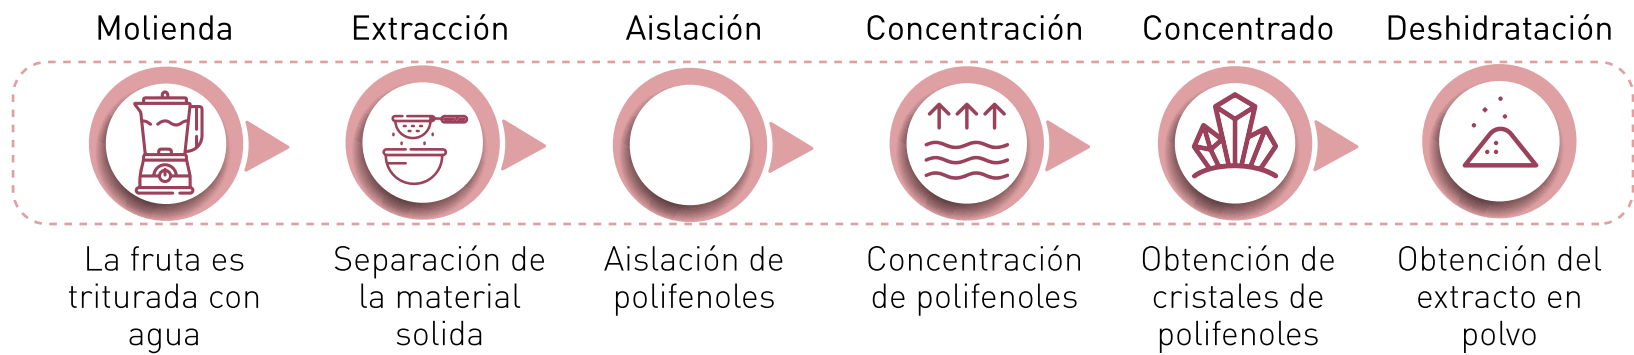 Molienda
Extracción
Aislación
Concentración
Concentrado
Deshidratación
La fruta es
triturada con
agua
Separación de
la material
solida
Aislación de
polifenoles
Concentración
de polifenoles
Obtención de
cristales de
polifenoles
Obtención del
extracto en
polvo